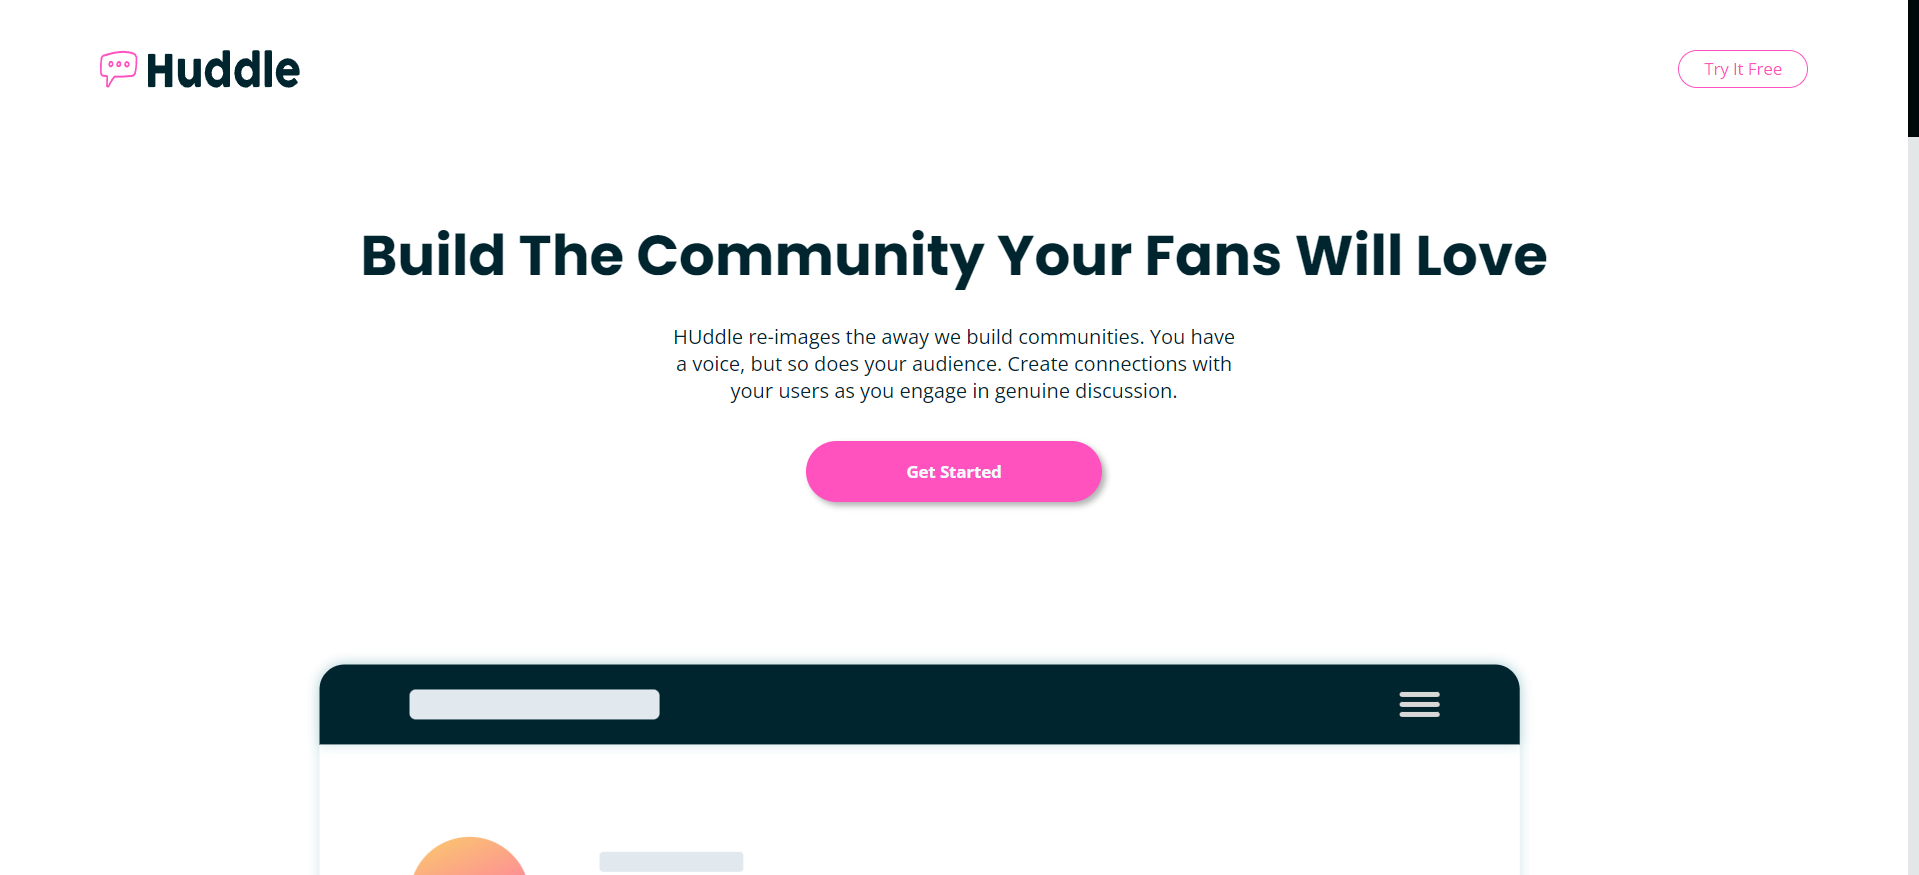 Huddle
Try It Free
Build The Community Your Fans Will Love
HUddle re-images the away we build communities. You have
a voice, but so does your audience. Create connections with
your users as you engage in genuine discussion.
Get Started